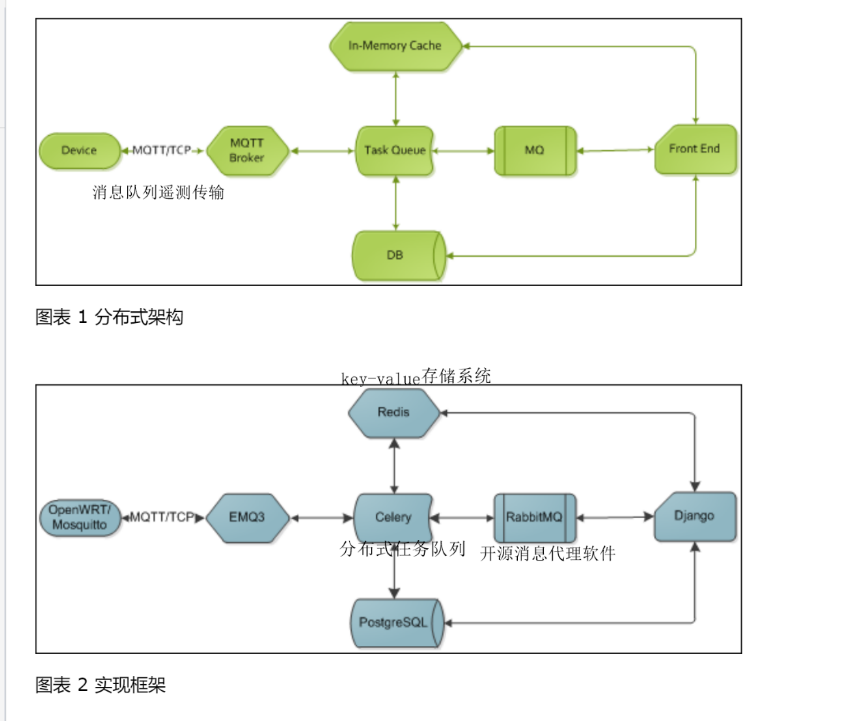 In-Memory Cache
Device
MQTT/TCP
MQTT
Broker
Task Queue
MQ
Front End
消息队列遥测传输
DB
图表 1 分布式架构
key-value存储系统
Redis
OpenWRT/
Mosquitto
MQTT/TCP
EMQ3
Celery
RabbitMQ
Django
分布式任务队列
开源消息代理软件
PostgreSQL
图表 2 实现框架